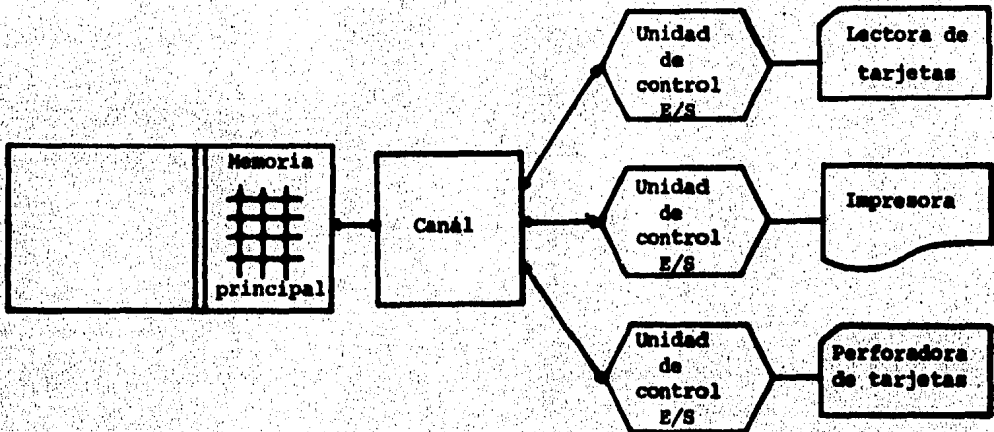 Memoria
principal
Canál
Unidad
de
control
E/S
Lectora de
tarjetas
Unidad
de
control
E/S
Impresora
Unidad
de
control
E/S
Perforadora
de tarjetas